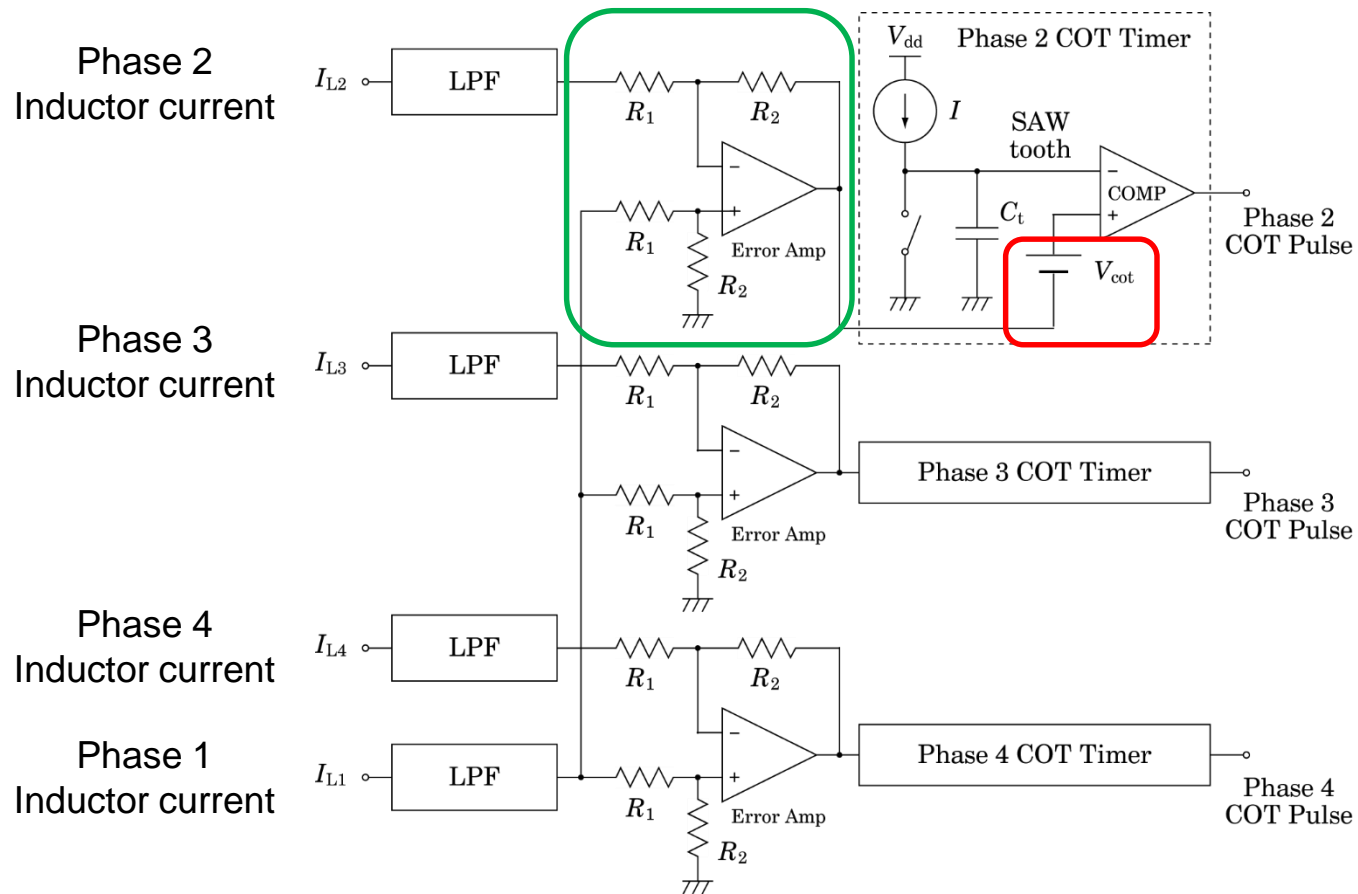 Phase 2
Inductor current
I_L2
LPF
R_1
R_2
−
+
R_1
Error Amp
R_2
V_dd
Phase 2 COT Timer
I
SAW
tooth
−
COMP
+
C_t
V_cot
Phase 2
COT Pulse
Phase 3
Inductor current
I_L3
LPF
R_1
R_2
−
+
R_1
Error Amp
R_2
Phase 3 COT Timer
Phase 3
COT Pulse
Phase 4
Inductor current
I_L4
LPF
R_1
R_2
Phase 1
Inductor current
I_L1
LPF
−
+
R_1
Error Amp
R_2
Phase 4 COT Timer
Phase 4
COT Pulse